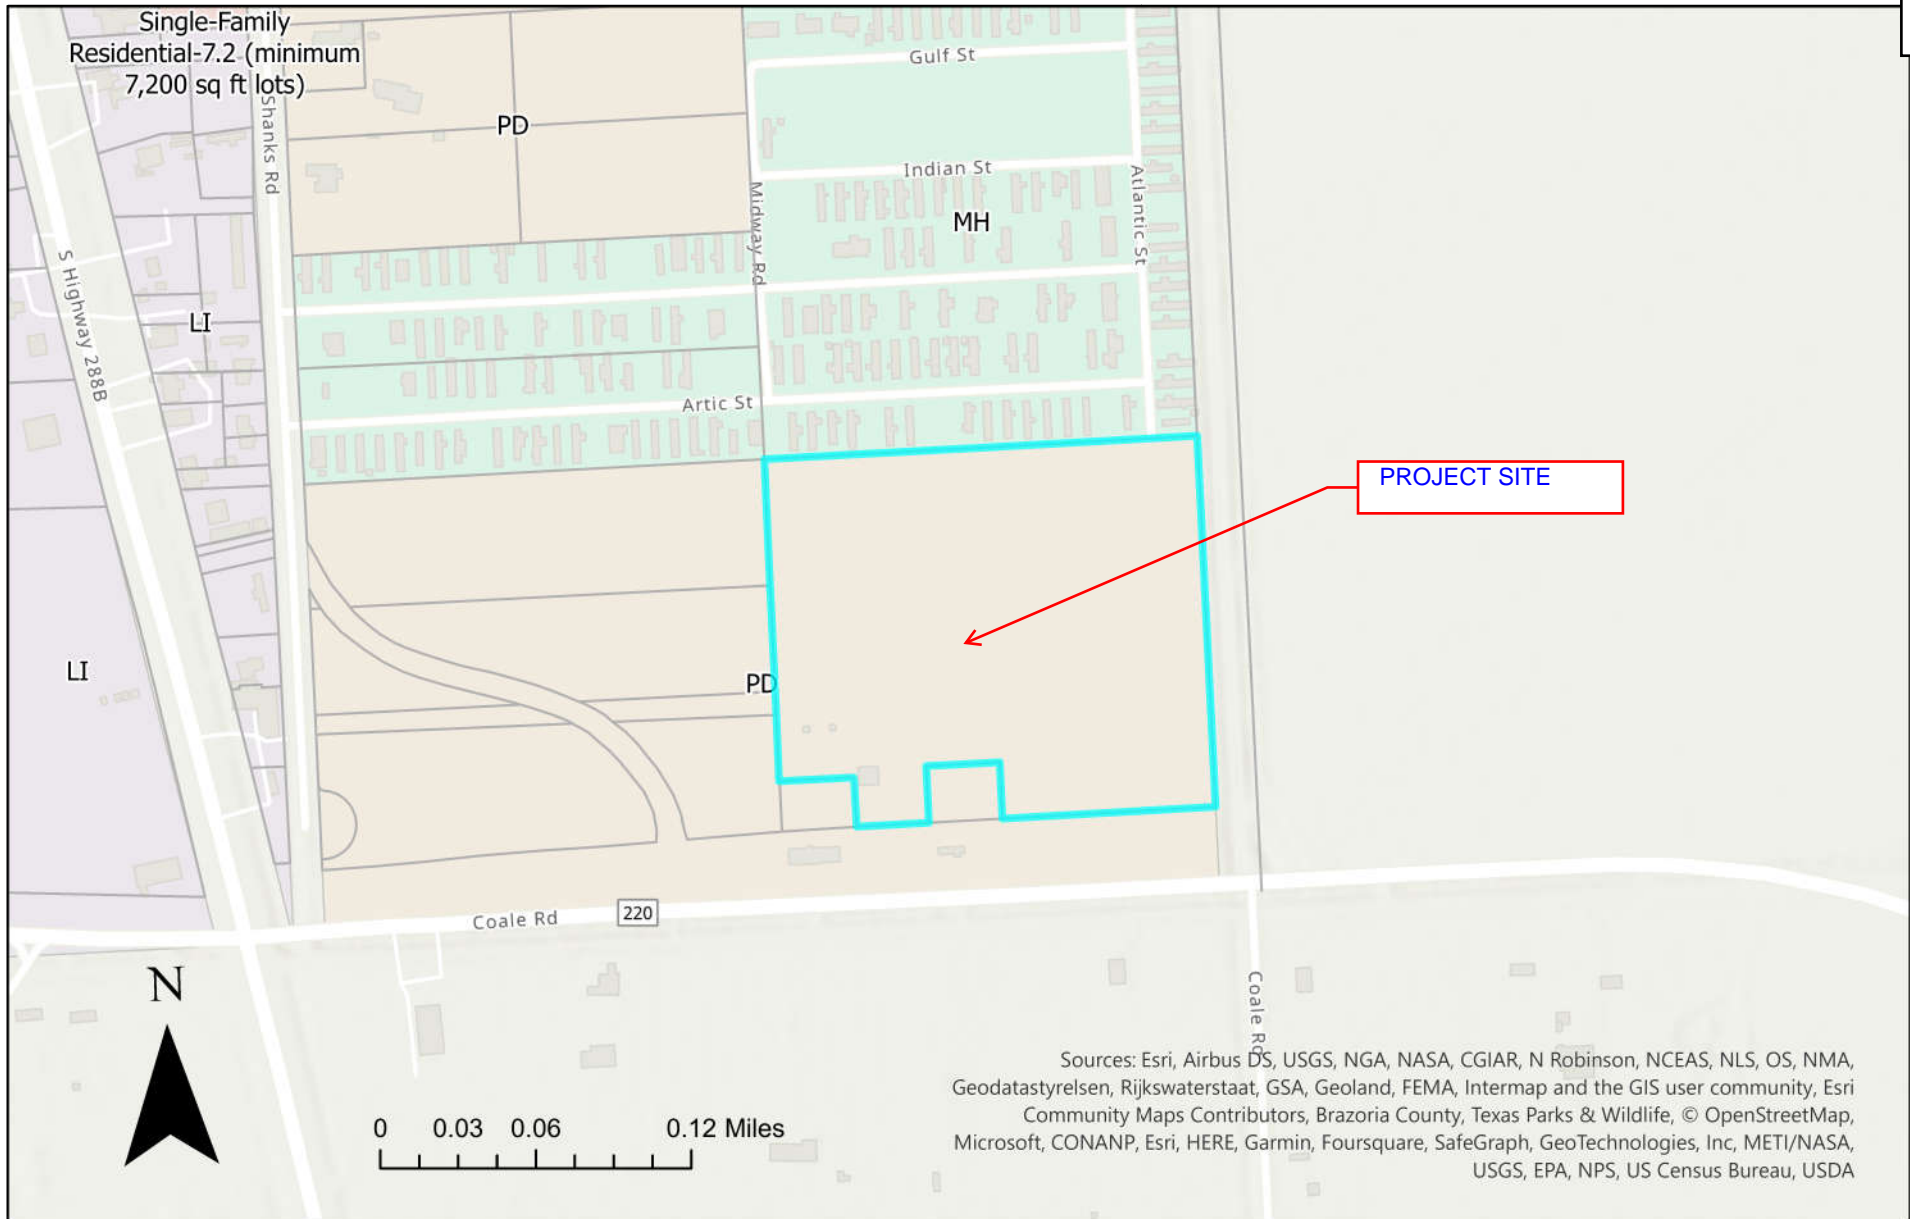 Single-Family
Residential-7.2 (minimum
7,200 sq ft lots)
Gulf St
Shanks Rd
PD
Indian St
Midway Rd
Atlantic St
MH
S Highway 288B
LI
Artic St
PROJECT SITE
LI
PD
Coale Rd
220
N
Coale Rd
0 0.03 0.06 0.12 Miles
Sources: Esri, Airbus DS, USGS, NGA, NASA, CGIAR, N Robinson, NCEAS, NLS, OS, NMA,
Geodatastyrelsen, Rijkswaterstaat, GSA, Geoland, FEMA, Intermap and the GIS user community, Esri
Community Maps Contributors, Brazoria County, Texas Parks & Wildlife, © OpenStreetMap,
Microsoft, CONANP, Esri, HERE, Garmin, Foursquare, SafeGraph, GeoTechnologies, Inc, METI/NASA,
USGS, EPA, NPS, US Census Bureau, USDA